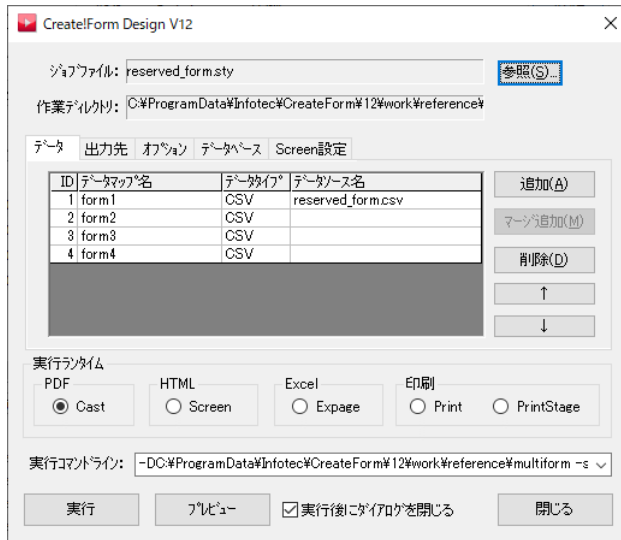 Create!Form Design V12
ジョブファイル: reserved_form.sty 参照(S)...
作業ディレクトリ: C:¥ProgramData¥Infotec¥CreateForm¥12¥work¥reference¥
データ 出力先 オプション データベース Screen設定
ID データマップ名 データタイプ データソース名
1 form1 CSV reserved_form.csv
2 form2 CSV
3 form3 CSV
4 form4 CSV
追加(A)
マージ追加(M)
削除(D)
↑
↓
実行ランタイム
PDF HTML Excel 印刷
Cast Screen Expage Print PrintStage
実行コマンドライン: -DC:¥ProgramData¥Infotec¥CreateForm¥12¥work¥reference¥multiform -s
実行 プレビュー 実行後にダイアログを閉じる 閉じる